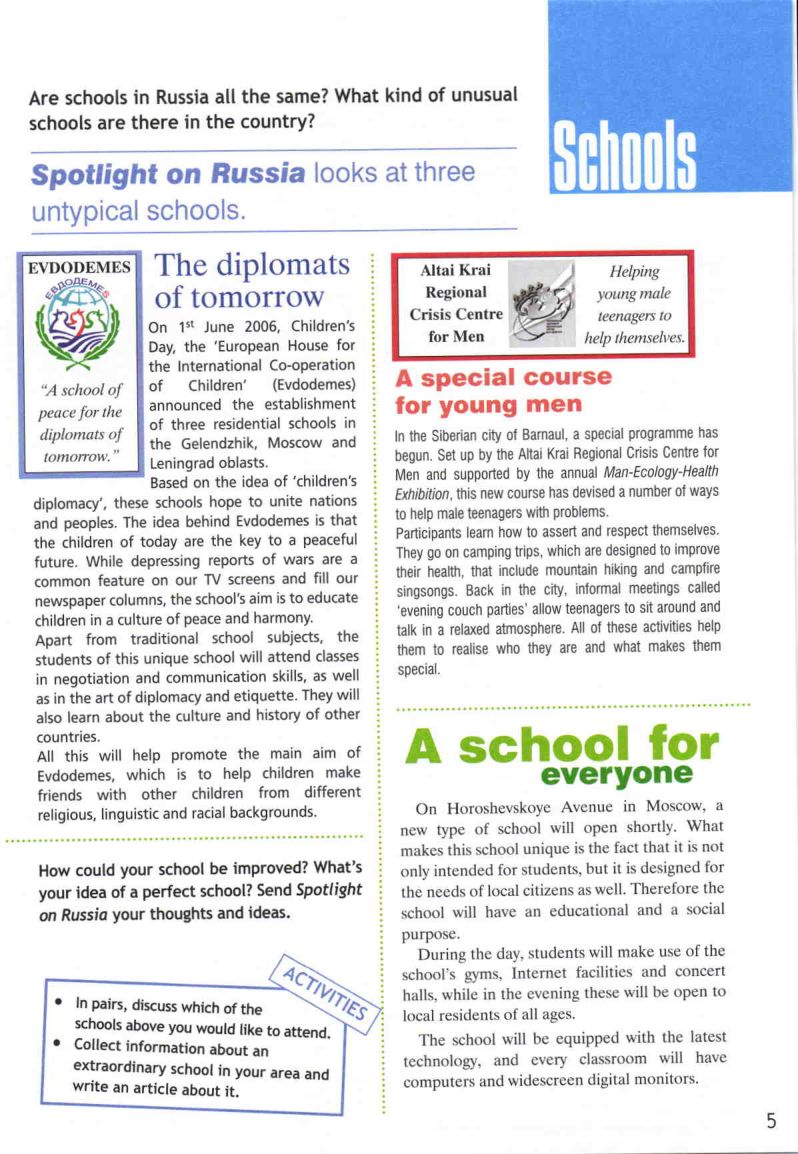 Are schools in Russia all the same? What kind of unusual
schools are there in the country?
Schools
Spotlight on Russia looks at three
untypical schools.
EVDODEMES
ЕВДОДЕМЕS
"A school of
peace for the
diplomats of
tomorrow."
The diplomats
of tomorrow
On 1st June 2006, Children's
Day, the 'European House for
the International Co-operation
of Children' (Evdodemes)
announced the establishment
of three residential schools in
the Gelendzhik, Moscow and
Leningrad oblasts.
Based on the idea of 'children's
diplomacy', these schools hope to unite nations
and peoples. The idea behind Evdodemes is that
the children of today are the key to a peaceful
future. While depressing reports of wars are a
common feature on our TV screens and fill our
newspaper columns, the school's aim is to educate
children in a culture of peace and harmony.
Apart from traditional school subjects, the
students of this unique school will attend classes
in negotiation and communication skills, as well
as in the art of diplomacy and etiquette. They will
also learn about the culture and history of other
countries.
All this will help promote the main aim of
Evdodemes, which is to help children make
friends with other children from different
religious, linguistic and racial backgrounds.
How could your school be improved? What's
your idea of a perfect school? Send Spotlight
on Russia your thoughts and ideas.
ACTIVITIES
• In pairs, discuss which of the
schools above you would like to attend.
• Collect information about an
extraordinary school in your area and
write an article about it.
Altai Krai
Regional
Crisis Centre
for Men
Helping
young male
teenagers to
help themselves.
A special course
for young men
In the Siberian city of Barnaul, a special programme has
begun. Set up by the Altai Krai Regional Crisis Centre for
Men and supported by the annual Man-Ecology-Health
Exhibition, this new course has devised a number of ways
to help male teenagers with problems.
Participants learn how to assert and respect themselves.
They go on camping trips, which are designed to improve
their health, that include mountain hiking and campfire
singsongs. Back in the city, informal meetings called
'evening couch parties' allow teenagers to sit around and
talk in a relaxed atmosphere. All of these activities help
them to realise who they are and what makes them
special.
A school for
everyone
On Horoshevskoye Avenue in Moscow, a
new type of school will open shortly. What
makes this school unique is the fact that it is not
only intended for students, but it is designed for
the needs of local citizens as well. Therefore the
school will have an educational and a social
purpose.
During the day, students will make use of the
school's gyms, Internet facilities and concert
halls, while in the evening these will be open to
local residents of all ages.
The school will be equipped with the latest
technology, and every classroom will have
computers and widescreen digital monitors.
5